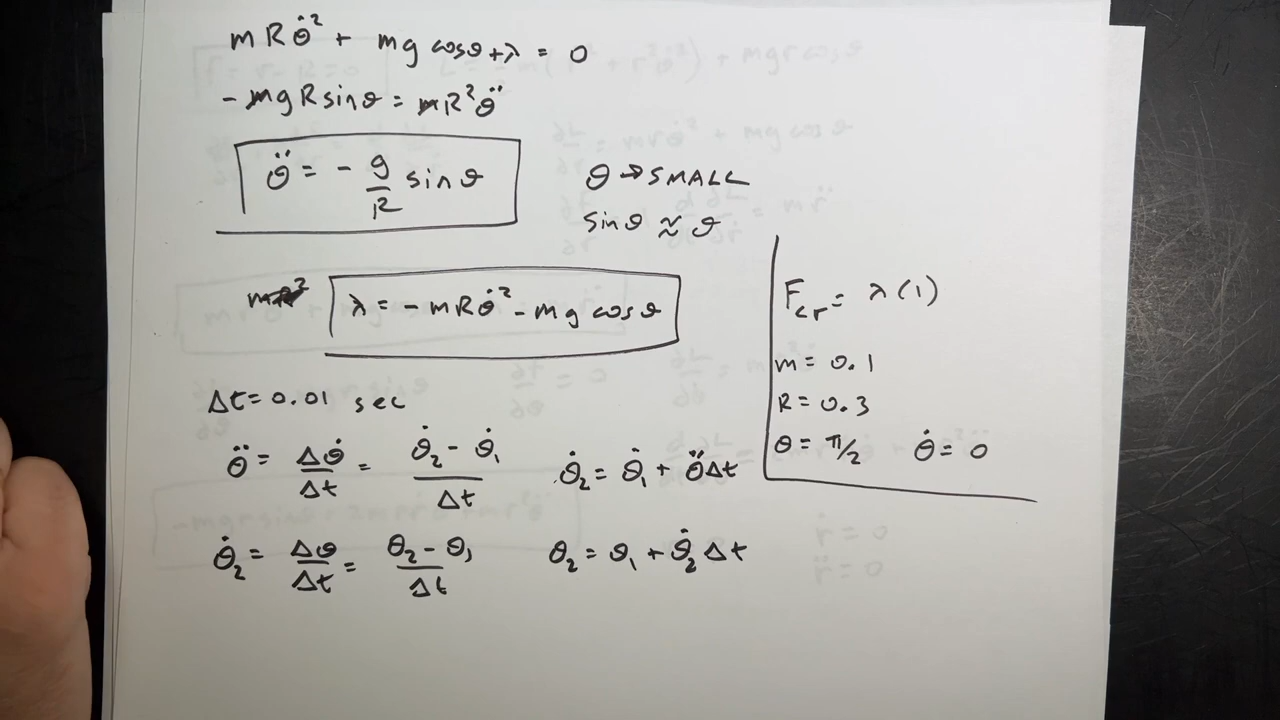 mRθ̇² + mg cosθ + λ = 0
-mgR sinθ = mR²θ̈
θ̈ = - g/R sinθ
θ → SMALL
sinθ ≈ θ
λ = -mRθ̇² - mg cosθ
F_cr = λ(1)
m = 0.1
R = 0.3
θ = π/2 θ̇ = 0
Δt = 0.01 sec
θ̈ = Δθ̇/Δt = (θ̇₂ - θ̇₁)/Δt θ̇₂ = θ̇₁ + θ̈Δt
θ̇₂ = Δθ/Δt = (θ₂ - θ₁)/Δt θ₂ = θ₁ + θ̇₂Δt